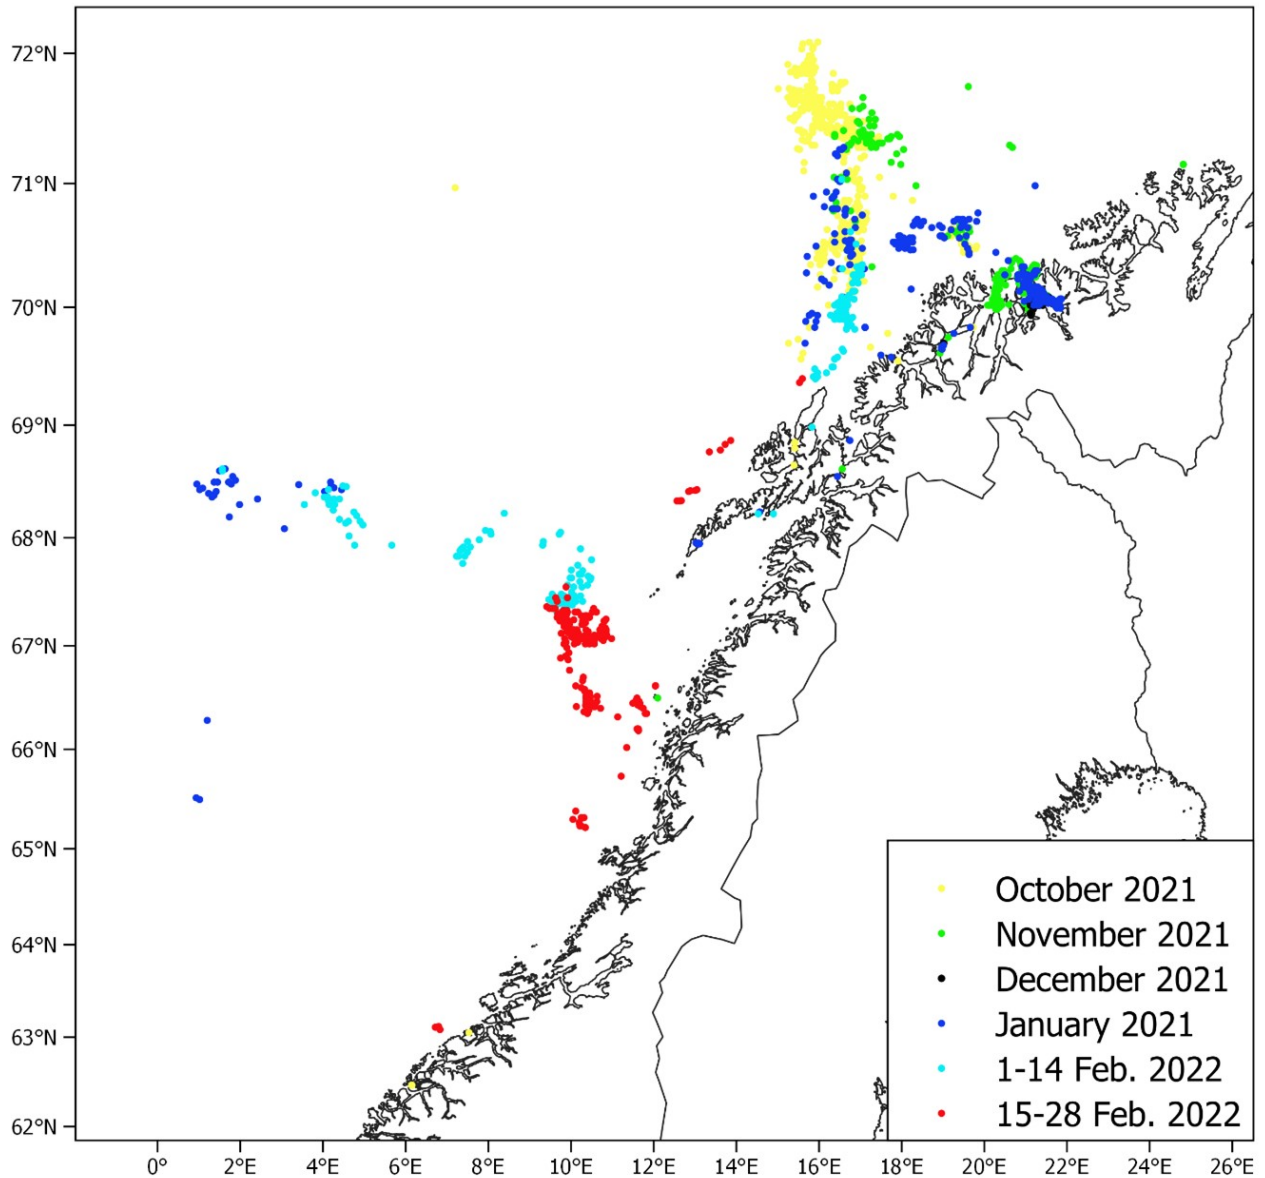 72°N
71°N
70°N
69°N
68°N
67°N
66°N
65°N
64°N
63°N
62°N
October 2021
November 2021
December 2021
January 2021
1-14 Feb. 2022
15-28 Feb. 2022
0° 2°E 4°E 6°E 8°E 10°E 12°E 14°E 16°E 18°E 20°E 22°E 24°E 26°E